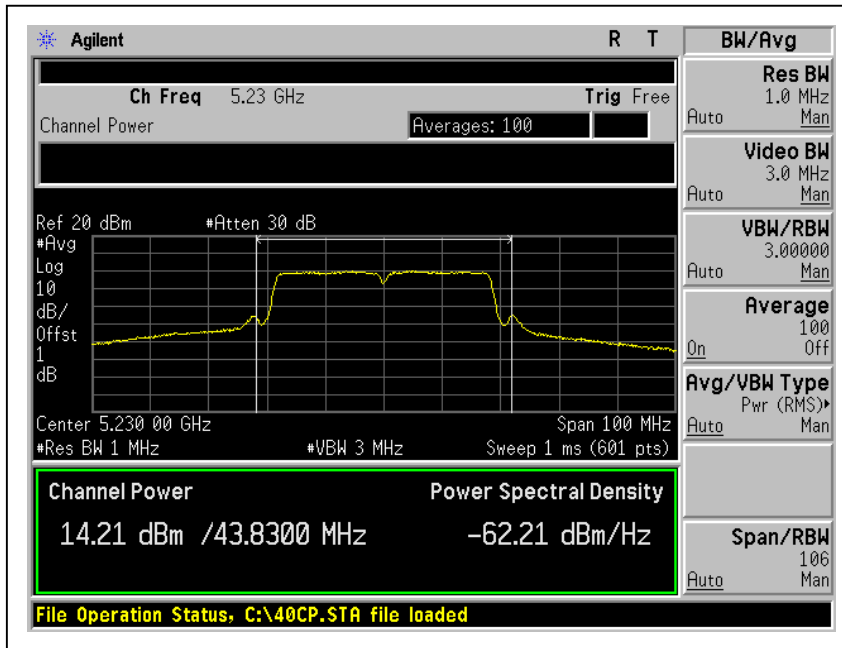 Agilent R T
Ch Freq 5.23 GHz Trig Free
Channel Power Averages: 100
Ref 20 dBm #Atten 30 dB
#Avg
Log
10
dB/
Offst
1
dB
Center 5.230 00 GHz Span 100 MHz
#Res BW 1 MHz #VBW 3 MHz Sweep 1 ms (601 pts)
Channel Power Power Spectral Density
14.21 dBm /43.8300 MHz -62.21 dBm/Hz
File Operation Status, C:\40CP.STA file loaded
BW/Avg
Res BW
1.0 MHz
Auto Man
Video BW
3.0 MHz
Auto Man
VBW/RBW
3.00000
Auto Man
Average
100
On Off
Avg/VBW Type
Pwr (RMS)▸
Auto Man
Span/RBW
106
Auto Man